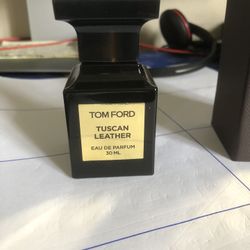 TOM FORD
TUSCAN
LEATHER
EAU DE PARFUM
30 ML